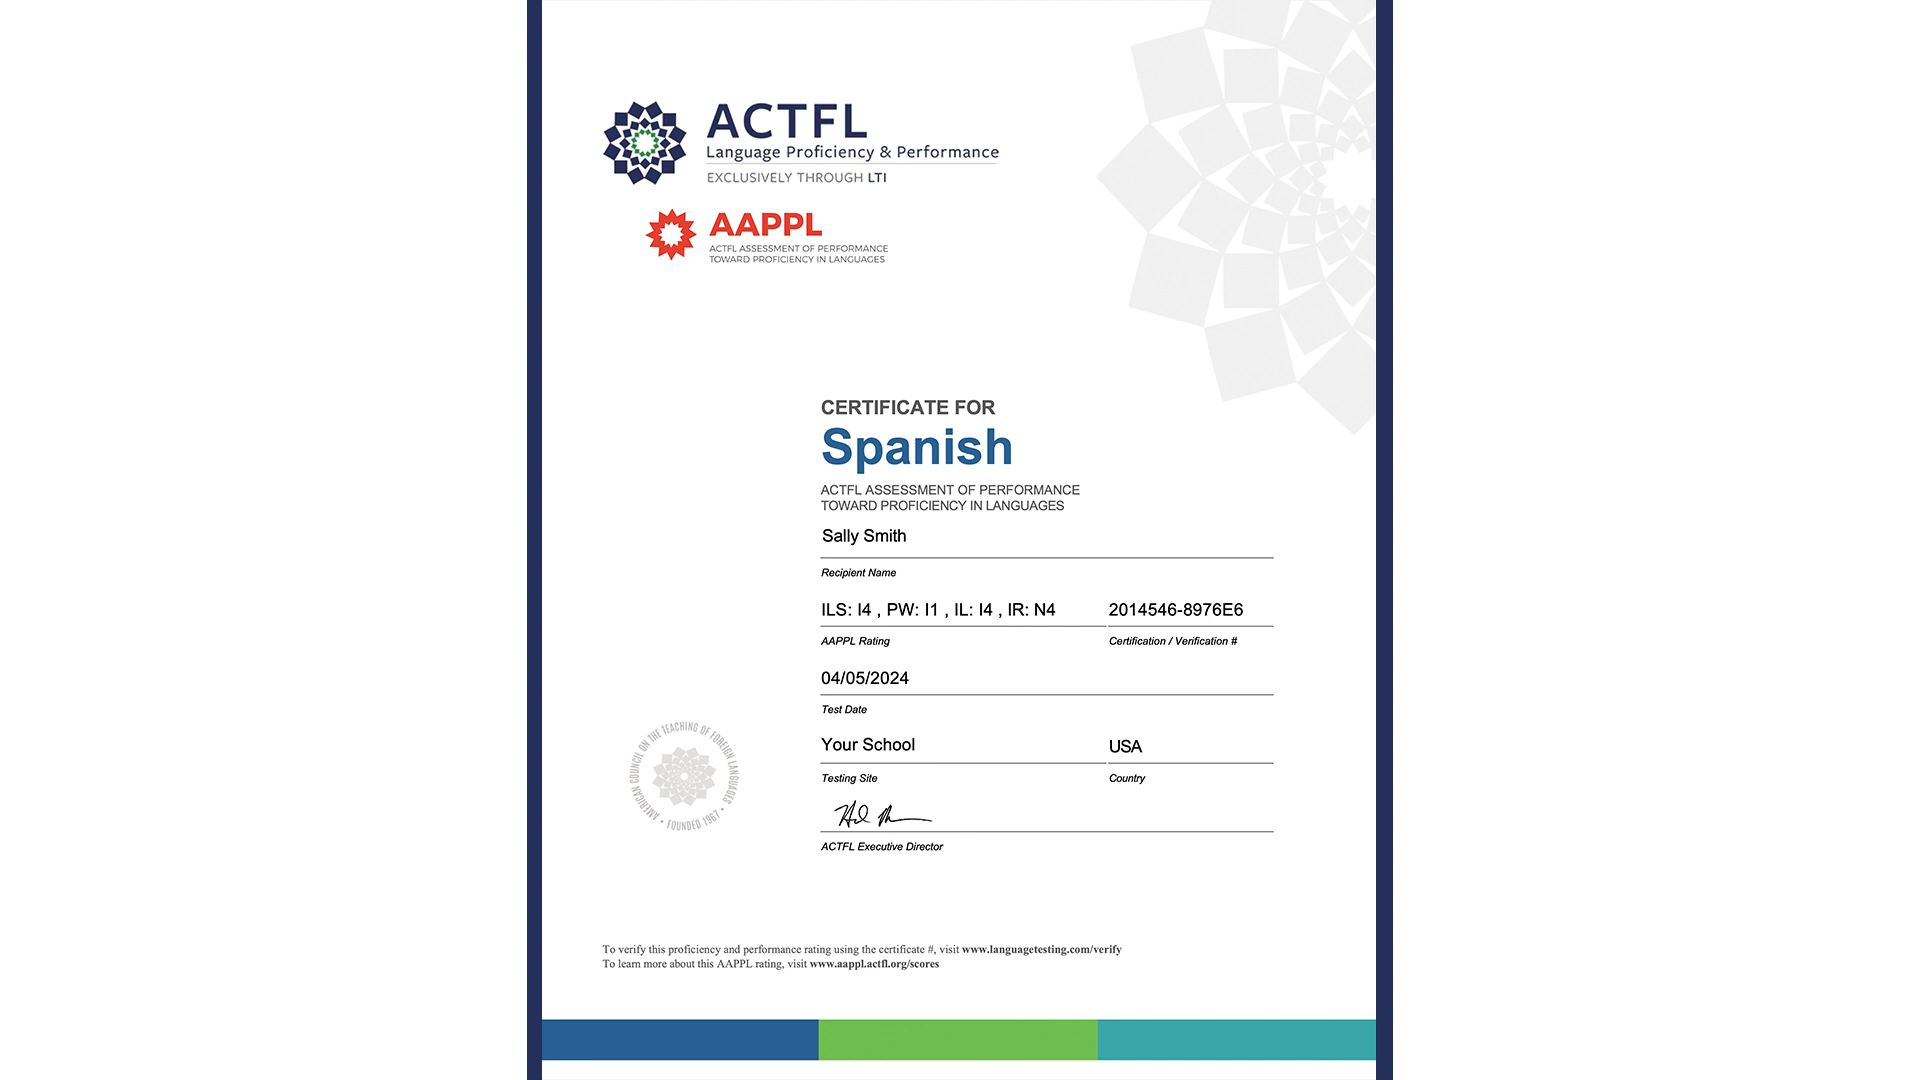 ACTFL
Language Proficiency & Performance
EXCLUSIVELY THROUGH LTI
AAPPL
ACTFL ASSESSMENT OF PERFORMANCE
TOWARD PROFICIENCY IN LANGUAGES
CERTIFICATE FOR
Spanish
ACTFL ASSESSMENT OF PERFORMANCE
TOWARD PROFICIENCY IN LANGUAGES
Sally Smith
Recipient Name
ILS: I4 , PW: I1 , IL: I4 , IR: N4
AAPPL Rating
2014546-8976E6
Certification / Verification #
04/05/2024
Test Date
Your School
Testing Site
USA
Country
ACTFL Executive Director
AMERICAN COUNCIL ON THE TEACHING OF FOREIGN LANGUAGES • FOUNDED 1967 •
To verify this proficiency and performance rating using the certificate #, visit www.languagetesting.com/verify
To learn more about this AAPPL rating, visit www.aappl.actfl.org/scores